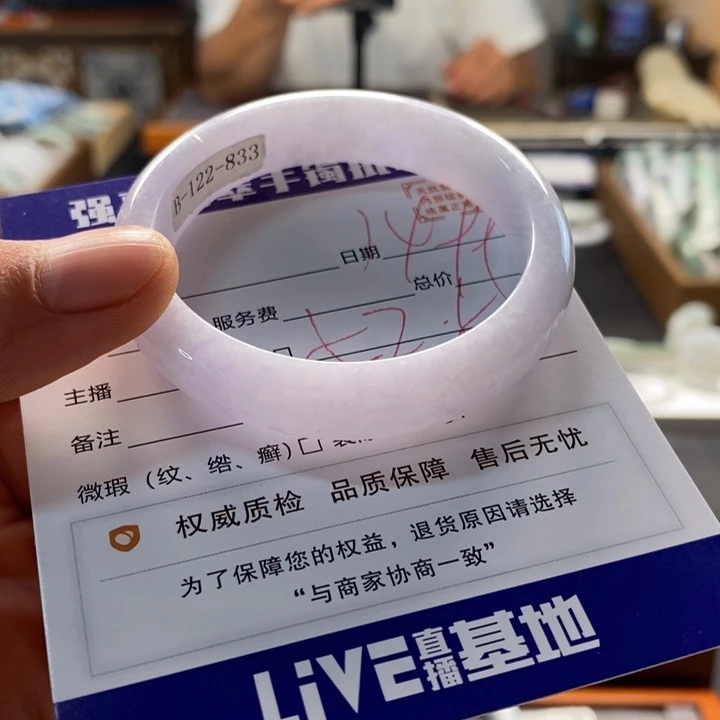 B-122-833
强
手镯
日期
总价
服务费
主播
备注
微瑕（纹、绺、癣）□
权威质检 品质保障 售后无忧
为了保障您的权益，退货原因请选择
“与商家协商一致”
LiVE直播基地